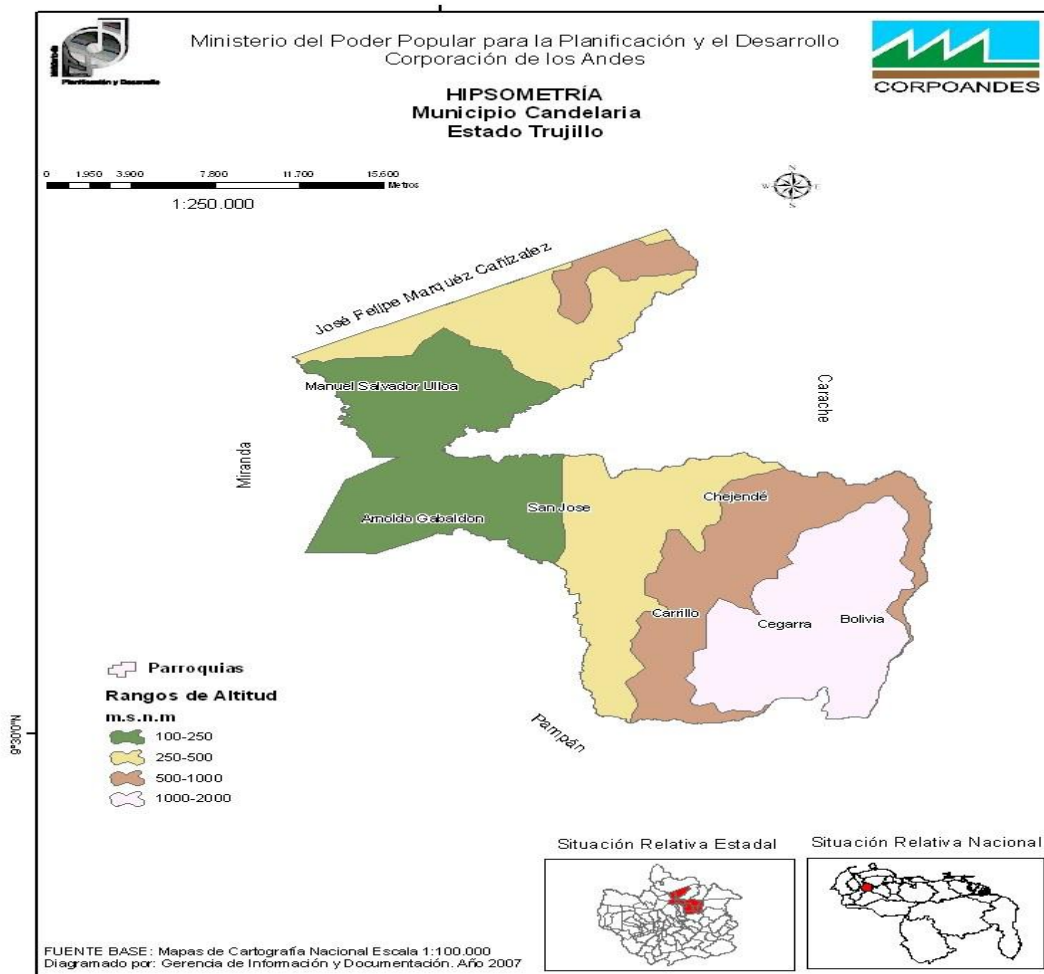 Ministerio del Poder Popular para la Planificación y el Desarrollo
Corporación de los Andes
Planificación y Desarrollo
CORPOANDES
HIPSOMETRÍA
Municipio Candelaria
Estado Trujillo
0 1.950 3.900 7.800 11.700 15.600
Metros
1:250.000
N
W E
S
José Felipe Marquéz Cañizalez
Manuel Salvador Ulloa
Carache
Miranda
Chejendé
San Jose
Arnoldo Gabaldon
Carrillo
Cegarra
Bolivia
Pampán
9°30'0"N
Parroquias
Rangos de Altitud
m.s.n.m
100-250
250-500
500-1000
1000-2000
Situación Relativa Estadal
Situación Relativa Nacional
FUENTE BASE: Mapas de Cartografía Nacional Escala 1:100.000
Diagramado por: Gerencia de Información y Documentación. Año 2007